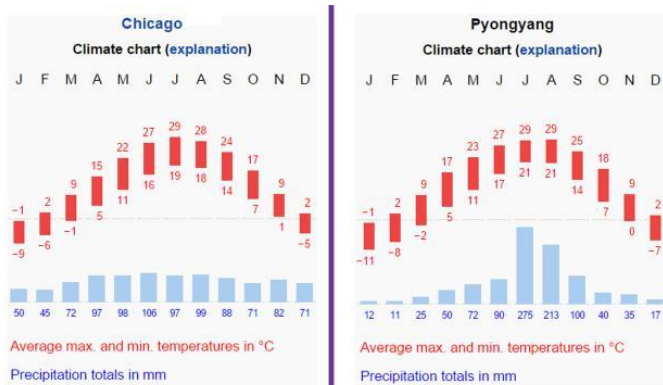 Chicago
Climate chart (explanation)
J F M A M J J A S O N D
−1 2 9 15 22 27 29 28 24 17 9 2
−9 −6 −1 5 11 16 19 18 14 7 1 −5
50 45 72 97 98 106 97 99 88 71 82 71
Average max. and min. temperatures in °C
Precipitation totals in mm
Pyongyang
Climate chart (explanation)
J F M A M J J A S O N D
−1 2 9 17 23 27 29 29 25 18 9 2
−11 −8 −2 5 11 17 21 21 14 7 0 −7
12 11 25 50 72 90 275 213 100 40 35 17
Average max. and min. temperatures in °C
Precipitation totals in mm